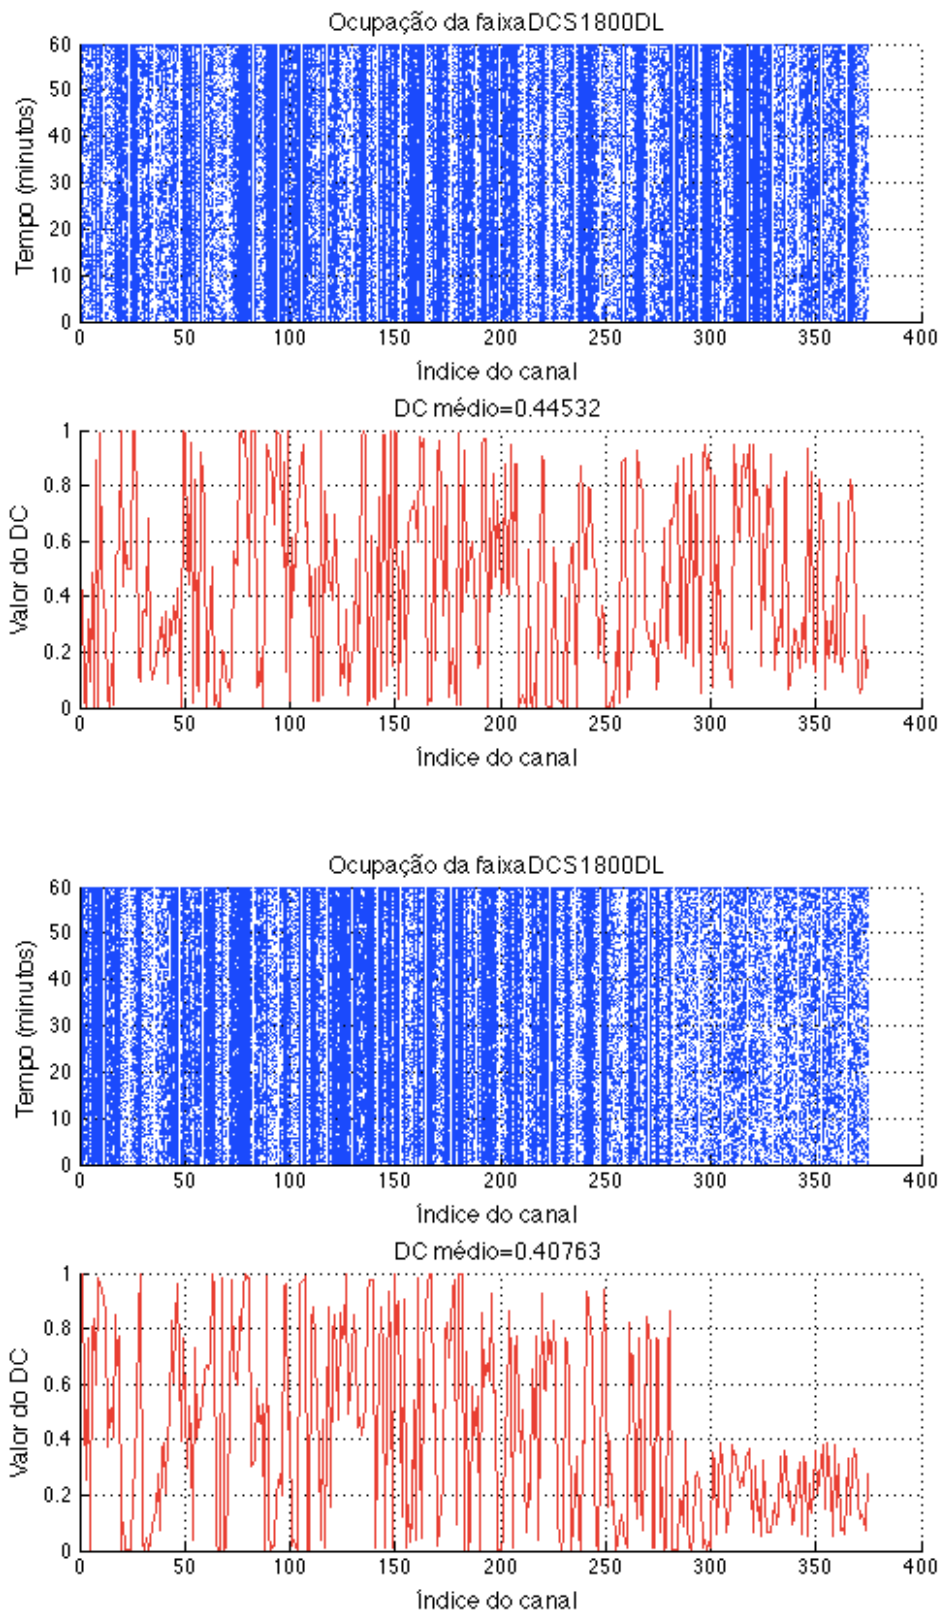 Ocupação da faixaDCS1800DL
Tempo (minutos)
60
50
40
30
20
10
0
0 50 100 150 200 250 300 350 400
Índice do canal
DC médio=0.44532
Valor do DC
1
0.8
0.6
0.4
0.2
0
0 50 100 150 200 250 300 350 400
Índice do canal
Ocupação da faixaDCS1800DL
Tempo (minutos)
60
50
40
30
20
10
0
0 50 100 150 200 250 300 350 400
Índice do canal
DC médio=0.40763
Valor do DC
1
0.8
0.6
0.4
0.2
0
0 50 100 150 200 250 300 350 400
Índice do canal